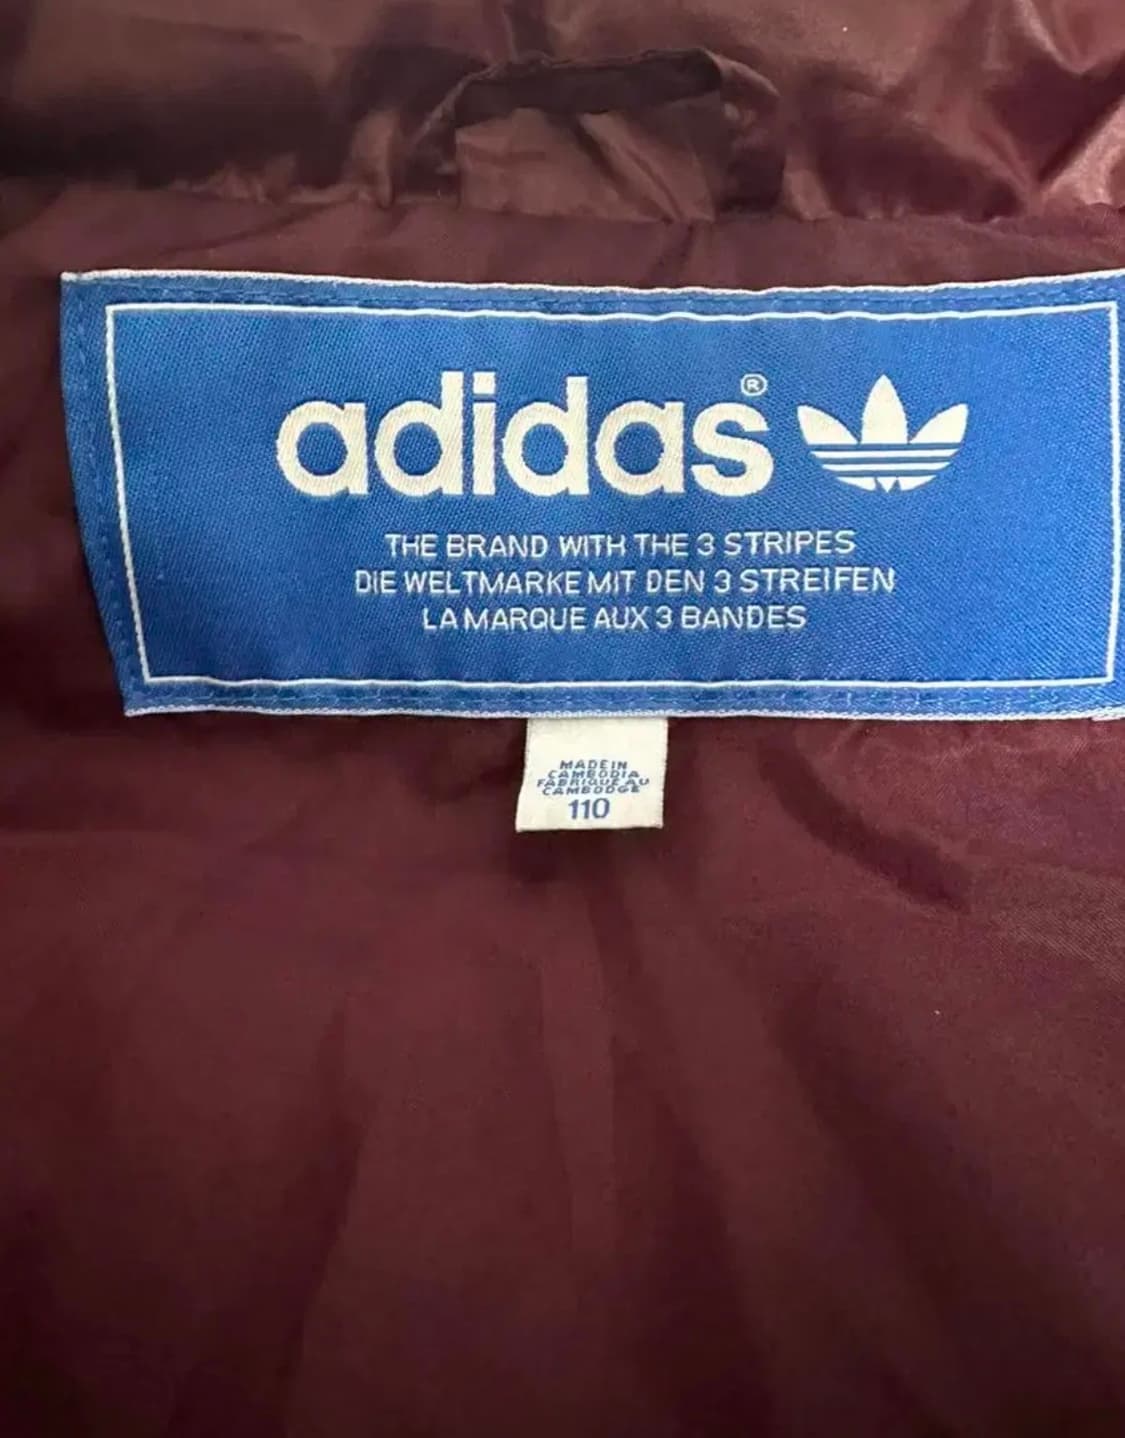 adidas®
THE BRAND WITH THE 3 STRIPES
DIE WELTMARKE MIT DEN 3 STREIFEN
LA MARQUE AUX 3 BANDES
MADE IN
CAMBODIA
FABRIQUE AU
CAMBODGE
110